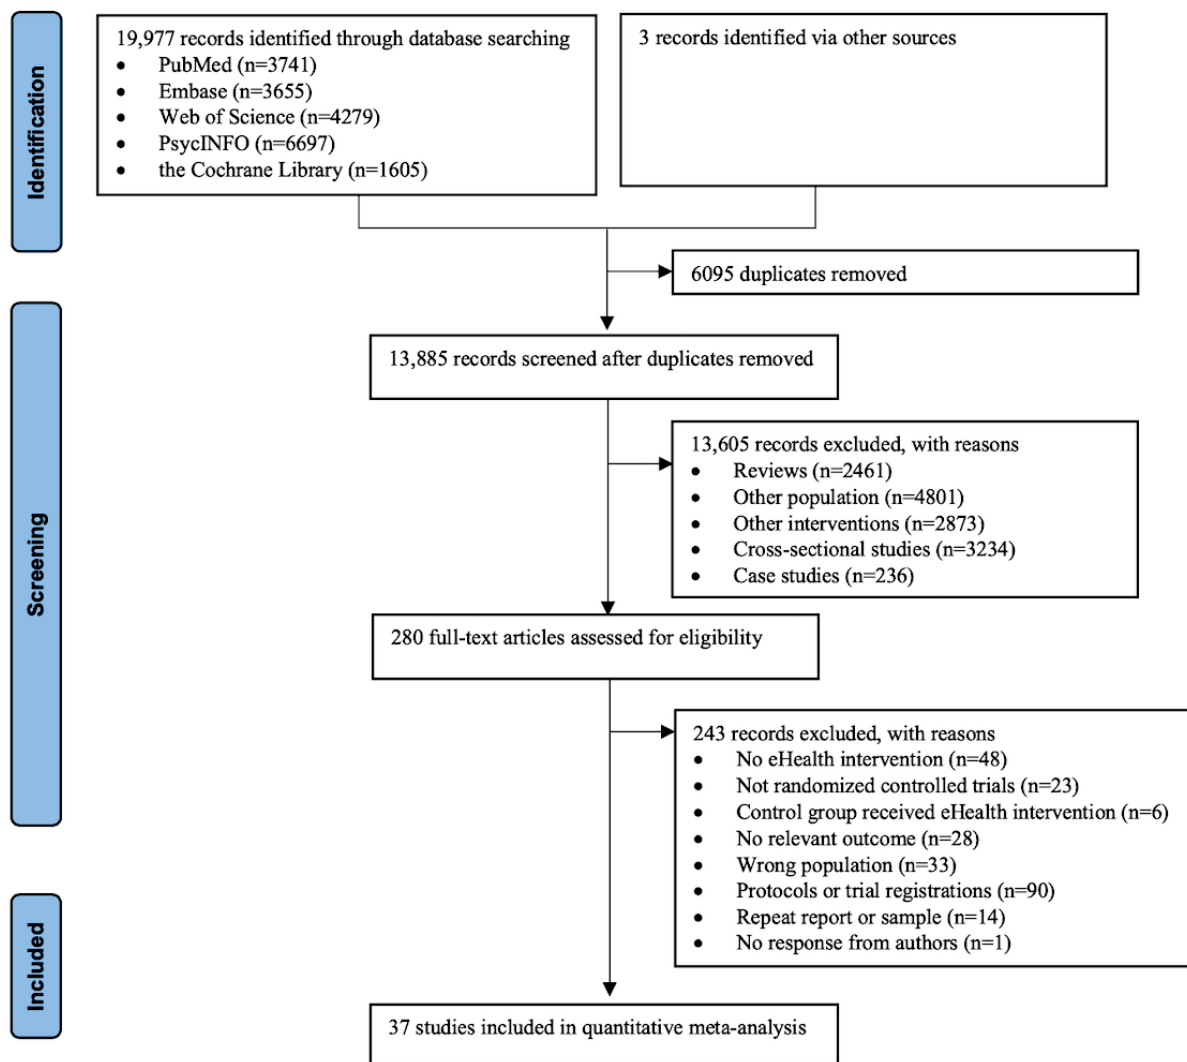 Identification
19,977 records identified through database searching
• PubMed (n=3741)
• Embase (n=3655)
• Web of Science (n=4279)
• PsycINFO (n=6697)
• the Cochrane Library (n=1605)
3 records identified via other sources
6095 duplicates removed
Screening
13,885 records screened after duplicates removed
13,605 records excluded, with reasons
• Reviews (n=2461)
• Other population (n=4801)
• Other interventions (n=2873)
• Cross-sectional studies (n=3234)
• Case studies (n=236)
280 full-text articles assessed for eligibility
243 records excluded, with reasons
• No eHealth intervention (n=48)
• Not randomized controlled trials (n=23)
• Control group received eHealth intervention (n=6)
• No relevant outcome (n=28)
• Wrong population (n=33)
• Protocols or trial registrations (n=90)
• Repeat report or sample (n=14)
• No response from authors (n=1)
Included
37 studies included in quantitative meta-analysis